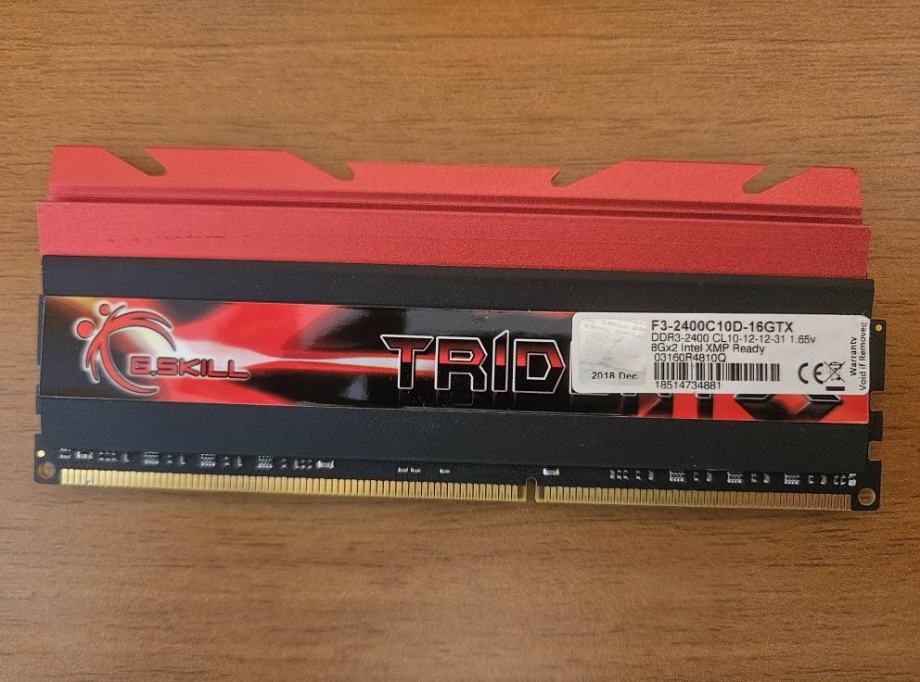 G.SKILL
TRID
F3-2400C10D-16GTX
DDR3-2400 CL10-12-12-31 1.65v
8Gx2 Intel XMP Ready
03160R4810Q
2018 Dec
18514734881
CE
Warranty
Void if Removed